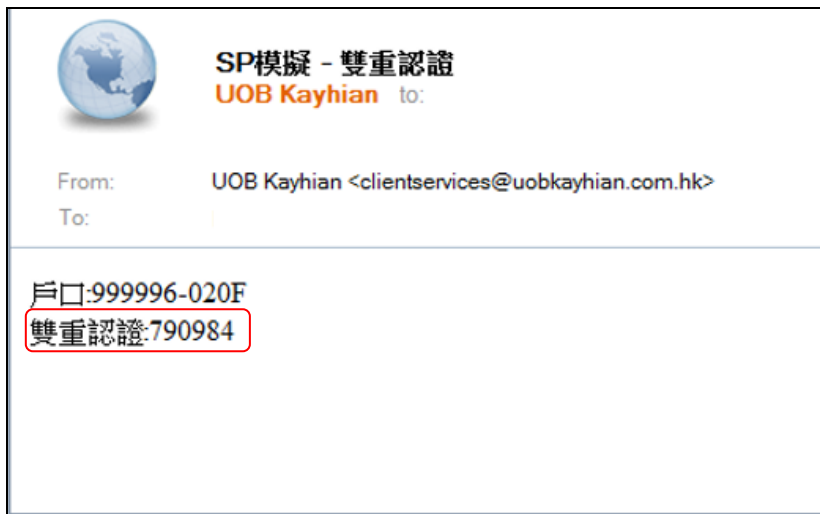 SP模擬 - 雙重認證
UOB Kayhian to:
From: UOB Kayhian <clientservices@uobkayhian.com.hk>
To:
戶口:999996-020F
雙重認證:790984